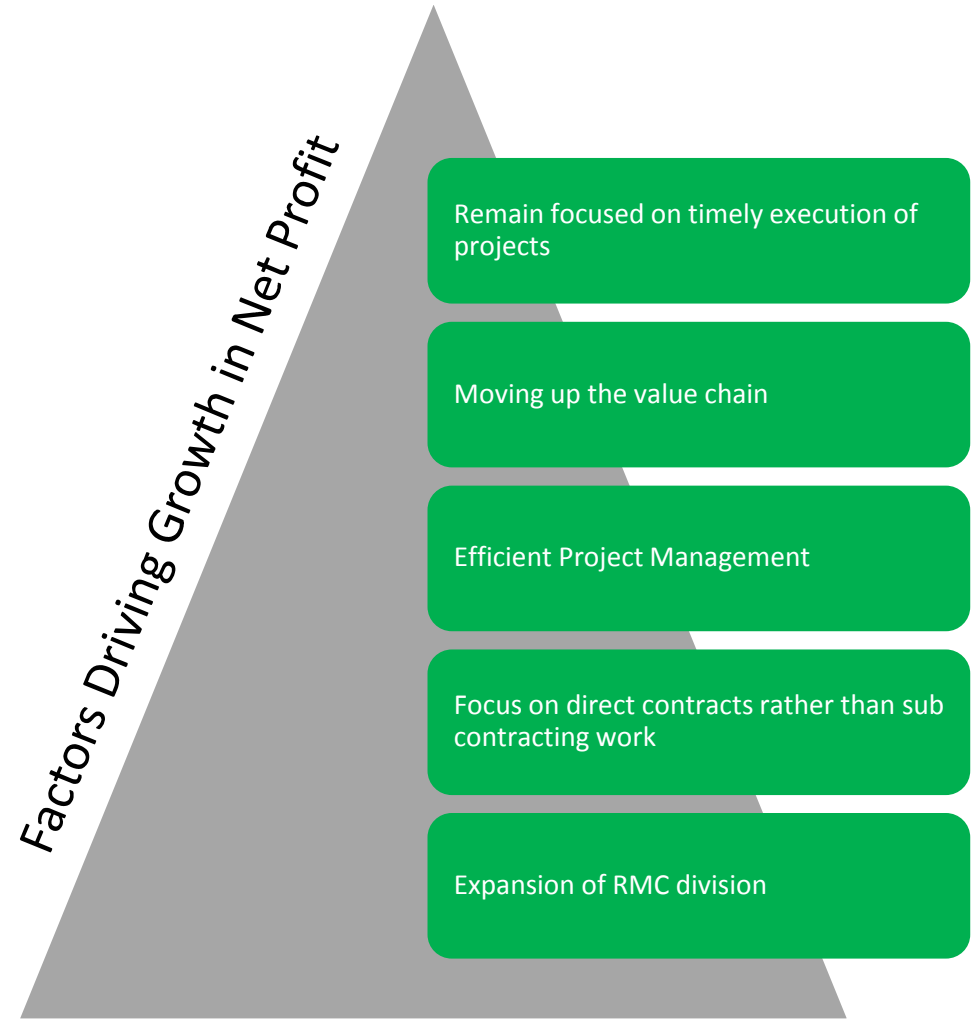 Factors Driving Growth in Net Profit
Remain focused on timely execution of
projects
Moving up the value chain
Efficient Project Management
Focus on direct contracts rather than sub
contracting work
Expansion of RMC division